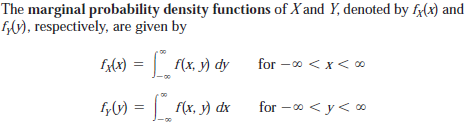 The marginal probability density functions of X and Y, denoted by fX(x) and
fy(y), respectively, are given by
fX(x) = ∫_{-∞}^{∞} f(x, y) dy for −∞ < x < ∞
fy(y) = ∫_{-∞}^{∞} f(x, y) dx for −∞ < y < ∞